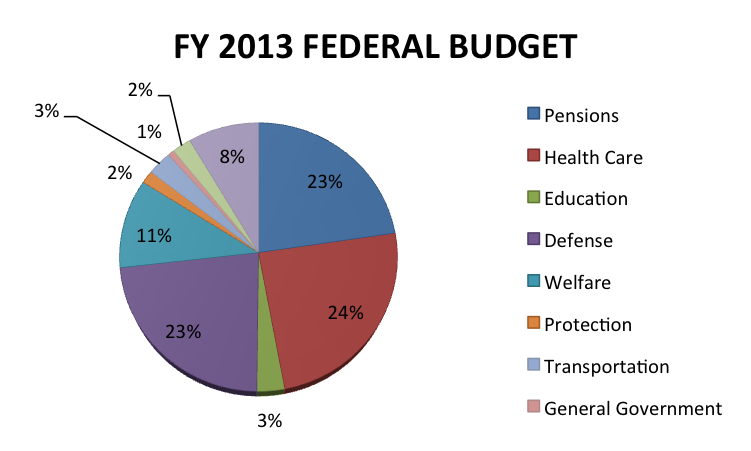 FY 2013 FEDERAL BUDGET
2%
3%
1%
2%
8%
23%
11%
23%
24%
3%
Pensions
Health Care
Education
Defense
Welfare
Protection
Transportation
General Government